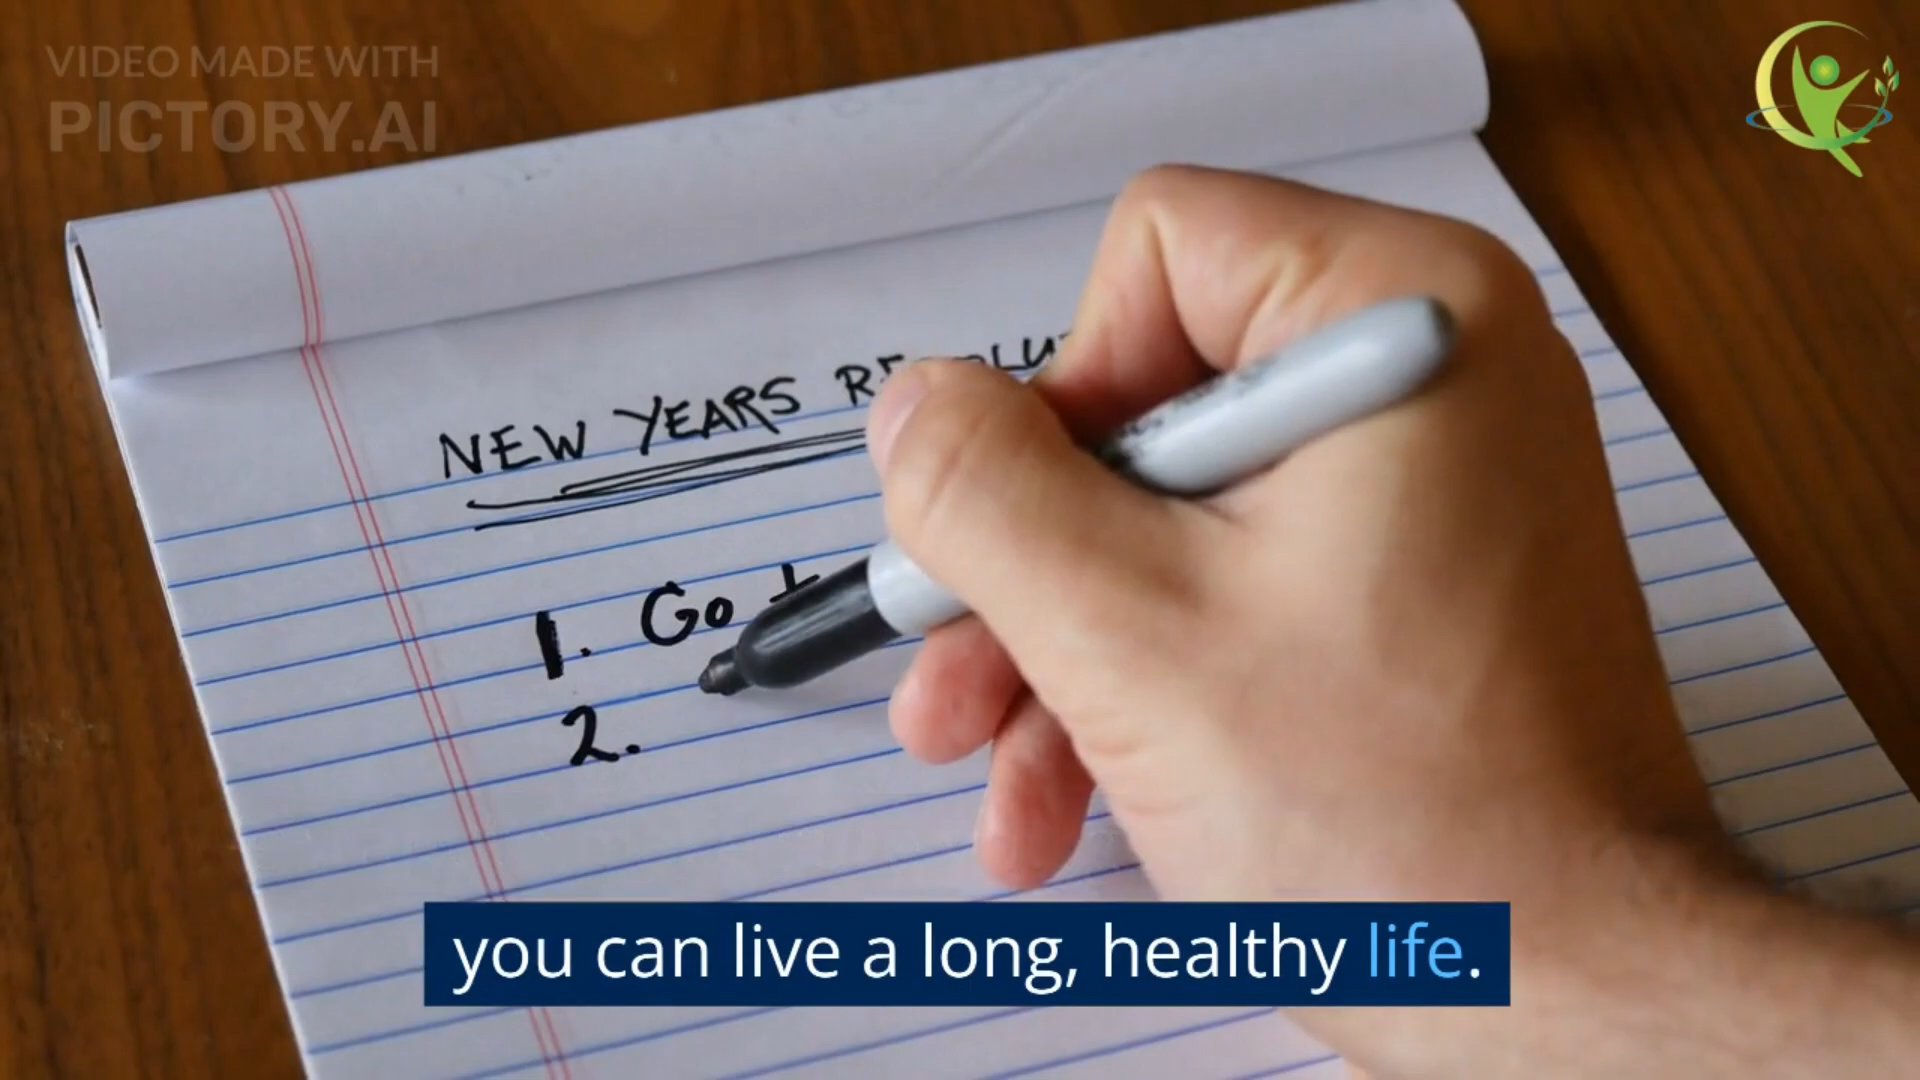 VIDEO MADE WITH
PICTORY.AI
NEW YEARS
1. Go
2.
you can live a long, healthy life.